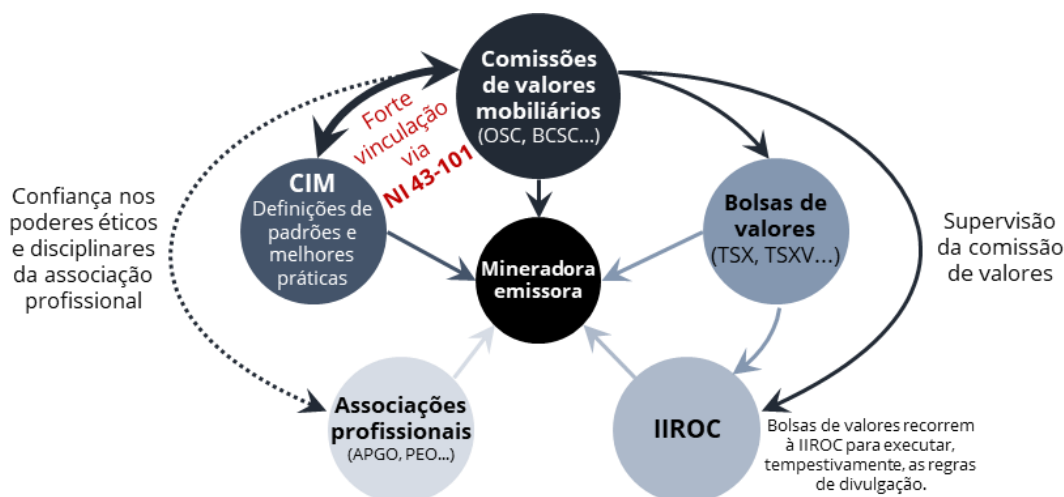 Comissões
de valores
mobiliários
(OSC, BCSC...)
Forte
vinculação
via
NI 43-101
CIM
Definições de
padrões e
melhores
práticas
Confiança nos
poderes éticos
e disciplinares
da associação
profissional
Mineradora
emissora
Bolsas de
valores
(TSX, TSXV...)
Supervisão
da comissão
de valores
Associações
profissionais
(APGO, PEO...)
IIROC
Bolsas de valores recorrem
à IIROC para executar,
tempestivamente, as regras
de divulgação.